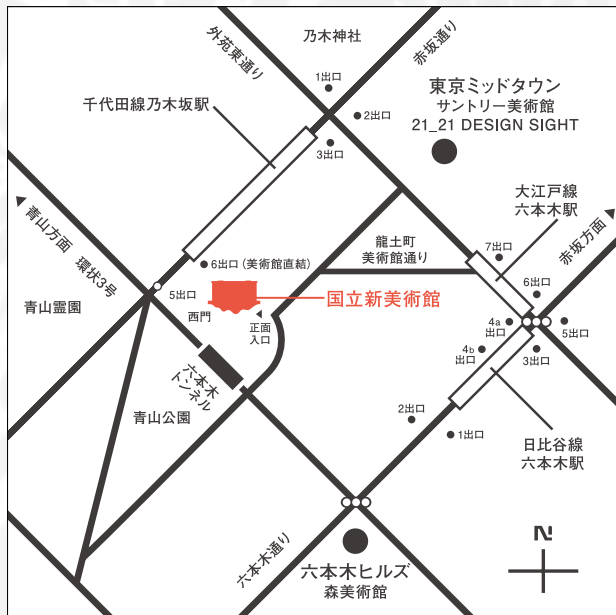 外苑東通り
乃木神社
赤坂通り
1出口
2出口
3出口
千代田線乃木坂駅
東京ミッドタウン
サントリー美術館
21_21 DESIGN SIGHT
大江戸線
六本木駅
赤坂方面
青山方面
環状3号
龍土町
美術館通り
7出口
6出口
6出口(美術館直結)
5出口
国立新美術館
西門
正面
入口
青山霊園
4a
出口
5出口
4b
出口
3出口
六本木
トンネル
青山公園
2出口
1出口
日比谷線
六本木駅
六本木通り
六本木ヒルズ
森美術館
N